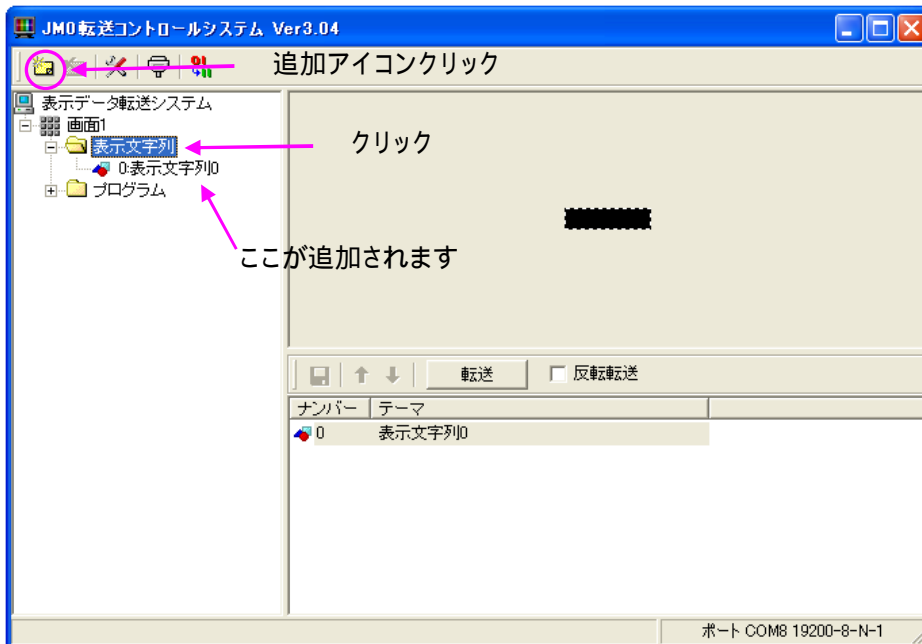 JM0転送コントロールシステム Ver3.04
追加アイコンクリック
表示データ転送システム
画面1
表示文字列
クリック
0:表示文字列0
プログラム
ここが追加されます
転送
反転転送
ナンバー テーマ
0 表示文字列0
ポート COM8 19200-8-N-1